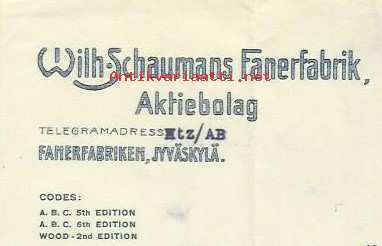 Wilh. Schaumans Fanerfabrik,
Antikvariaatti.net
Aktiebolag
TELEGRAMADRESS Htz/AB
FANERFABRIKEN, JYVÄSKYLÄ.
CODES:
A. B. C. 5th EDITION
A. B. C. 6th EDITION
WOOD - 2nd EDITION